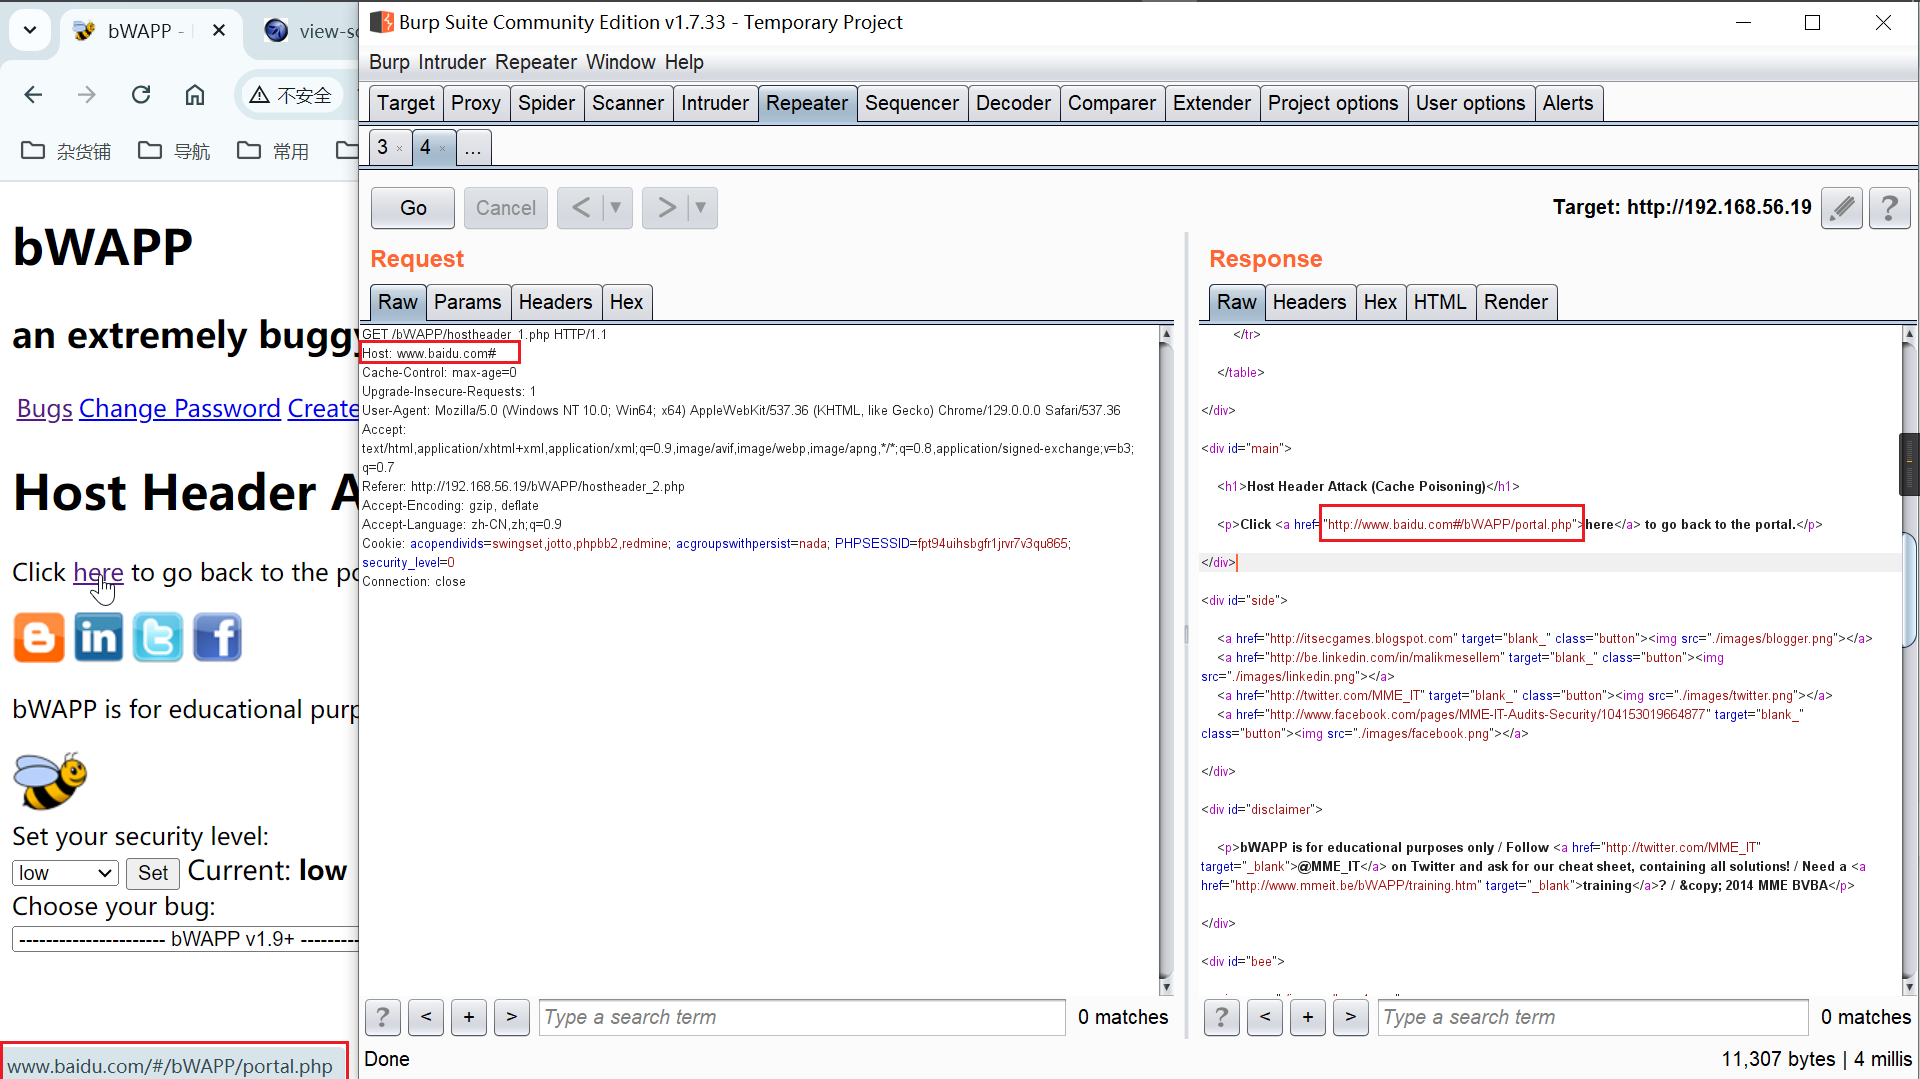 bWAPP -
view-s
不安全
杂货铺
导航
常用
bWAPP
an extremely buggy
Bugs Change Password Create
Host Header A
Click here to go back to the po
bWAPP is for educational purp
Set your security level:
low Set Current: low
Choose your bug:
---------------------- bWAPP v1.9+ ---------
www.baidu.com/#/bWAPP/portal.php
Burp Suite Community Edition v1.7.33 - Temporary Project
Burp Intruder Repeater Window Help
Target Proxy Spider Scanner Intruder Repeater Sequencer Decoder Comparer Extender Project options User options Alerts
3 × 4 × ...
Go Cancel < ▼ > ▼
Target: http://192.168.56.19 ?
Request
Raw Params Headers Hex
GET /bWAPP/hostheader_1.php HTTP/1.1
Host: www.baidu.com#
Cache-Control: max-age=0
Upgrade-Insecure-Requests: 1
User-Agent: Mozilla/5.0 (Windows NT 10.0; Win64; x64) AppleWebKit/537.36 (KHTML, like Gecko) Chrome/129.0.0.0 Safari/537.36
Accept:
text/html,application/xhtml+xml,application/xml;q=0.9,image/avif,image/webp,image/apng,*/*;q=0.8,application/signed-exchange;v=b3;
q=0.7
Referer: http://192.168.56.19/bWAPP/hostheader_2.php
Accept-Encoding: gzip, deflate
Accept-Language: zh-CN,zh;q=0.9
Cookie: acopendivids=swingset,jotto,phpbb2,redmine; acgroupswithpersist=nada; PHPSESSID=fpt94uihsbgfr1jrvr7v3qu865;
security_level=0
Connection: close
? < + > Type a search term 0 matches
Done
Response
Raw Headers Hex HTML Render
</tr>
</table>
</div>
<div id="main">
<h1>Host Header Attack (Cache Poisoning)</h1>
<p>Click <a href="http://www.baidu.com#/bWAPP/portal.php">here</a> to go back to the portal.</p>
</div>
<div id="side">
<a href="http://itsecgames.blogspot.com" target="blank_" class="button"><img src="./images/blogger.png"></a>
<a href="http://be.linkedin.com/in/malikmesellem" target="blank_" class="button"><img
src="./images/linkedin.png"></a>
<a href="http://twitter.com/MME_IT" target="blank_" class="button"><img src="./images/twitter.png"></a>
<a href="http://www.facebook.com/pages/MME-IT-Audits-Security/104153019664877" target="blank_"
class="button"><img src="./images/facebook.png"></a>
</div>
<div id="disclaimer">
<p>bWAPP is for educational purposes only / Follow <a href="http://twitter.com/MME_IT"
target="_blank">@MME_IT</a> on Twitter and ask for our cheat sheet, containing all solutions! / Need a <a
href="http://www.mmeit.be/bWAPP/training.htm" target="_blank">training</a>? / &copy; 2014 MME BVBA</p>
</div>
<div id="bee">
? < + > Type a search term 0 matches
11,307 bytes | 4 millis